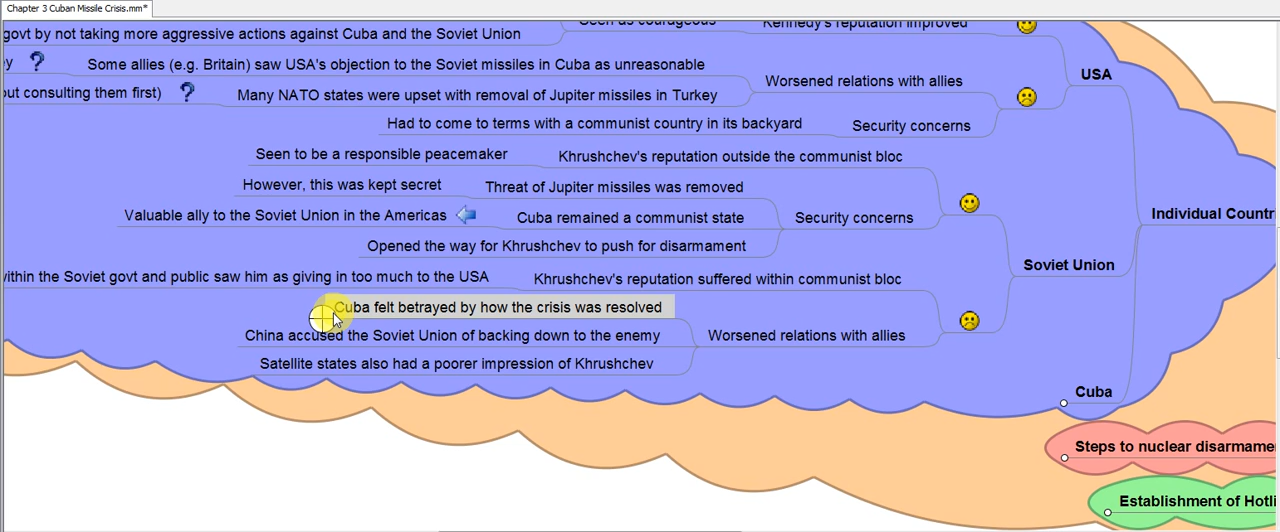 Chapter 3 Cuban Missile Crisis.mm*
Seen as courageous
Kennedy's reputation improved
govt by not taking more aggressive actions against Cuba and the Soviet Union
Some allies (e.g. Britain) saw USA's objection to the Soviet missiles in Cuba as unreasonable
out consulting them first)
Many NATO states were upset with removal of Jupiter missiles in Turkey
Worsened relations with allies
USA
Had to come to terms with a communist country in its backyard
Security concerns
Seen to be a responsible peacemaker
Khrushchev's reputation outside the communist bloc
However, this was kept secret
Threat of Jupiter missiles was removed
Valuable ally to the Soviet Union in the Americas
Cuba remained a communist state
Security concerns
Opened the way for Khrushchev to push for disarmament
Individual Countr
Soviet Union
within the Soviet govt and public saw him as giving in too much to the USA
Khrushchev's reputation suffered within communist bloc
Cuba felt betrayed by how the crisis was resolved
China accused the Soviet Union of backing down to the enemy
Worsened relations with allies
Satellite states also had a poorer impression of Khrushchev
Cuba
Steps to nuclear disarmame
Establishment of Hotli